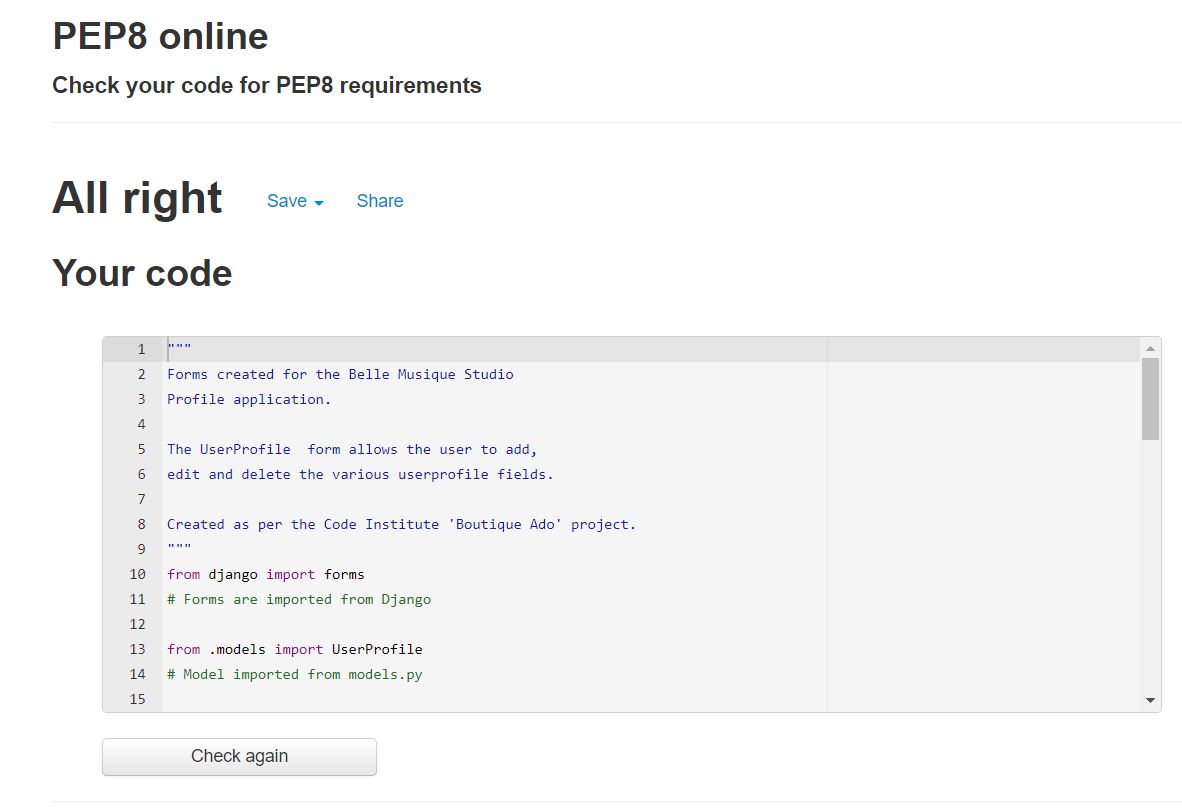 PEP8 online
Check your code for PEP8 requirements
All right Save Share
Your code
1 """
2 Forms created for the Belle Musique Studio
3 Profile application.
4
5 The UserProfile  form allows the user to add,
6 edit and delete the various userprofile fields.
7
8 Created as per the Code Institute 'Boutique Ado' project.
9 """
10 from django import forms
11 # Forms are imported from Django
12
13 from .models import UserProfile
14 # Model imported from models.py
15
Check again